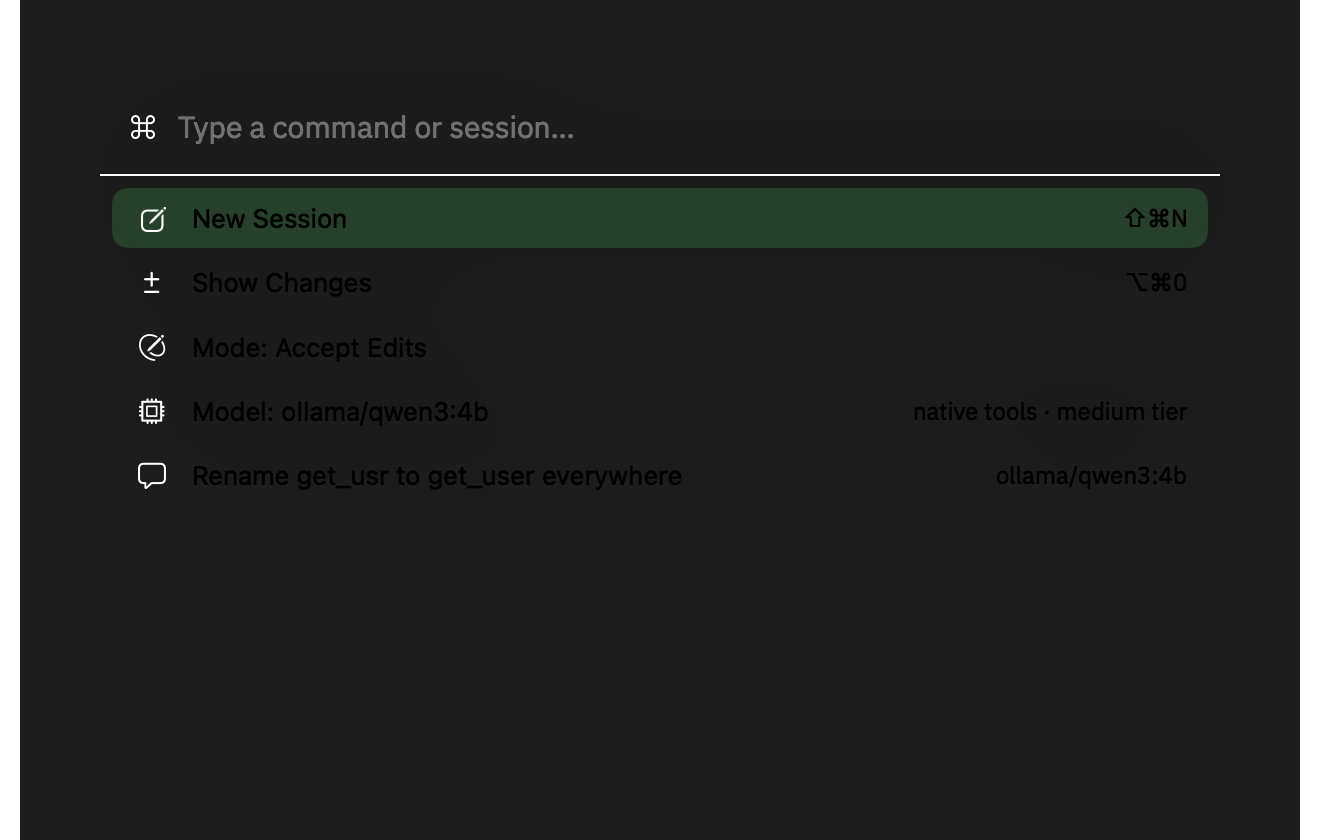 ⌘ Type a command or session...
New Session ⇧⌘N
Show Changes ⌥⌘0
Mode: Accept Edits
Model: ollama/qwen3:4b native tools · medium tier
Rename get_usr to get_user everywhere ollama/qwen3:4b